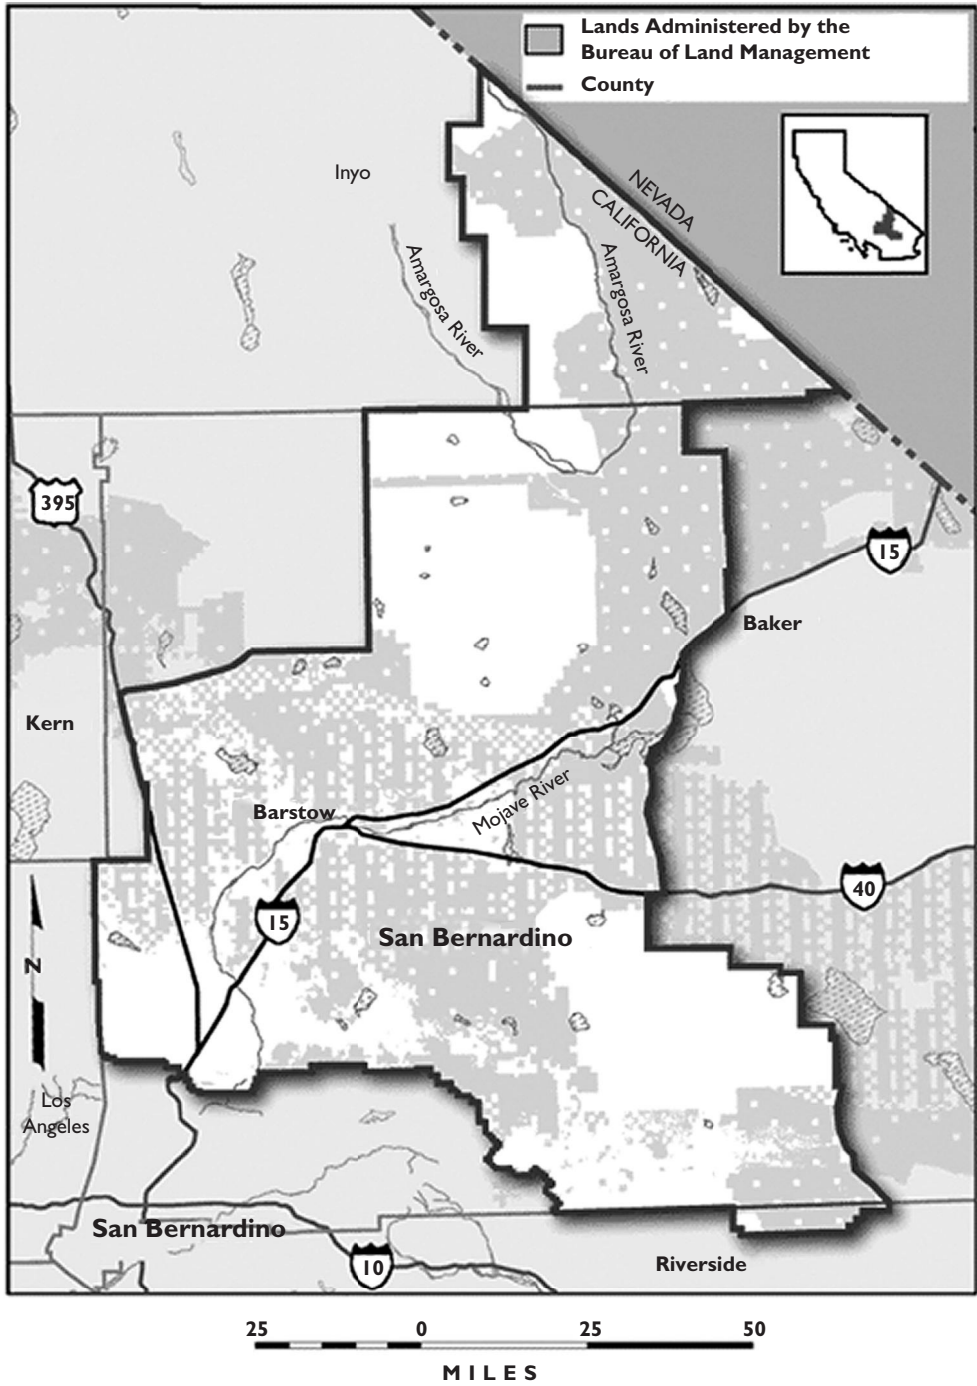 Lands Administered by the
Bureau of Land Management
County
Inyo
NEVADA
CALIFORNIA
Amargosa River
Amargosa River
395
15
Baker
Kern
Barstow
Mojave River
40
15
San Bernardino
N
Los
Angeles
San Bernardino
10
Riverside
25 0 25 50
MILES